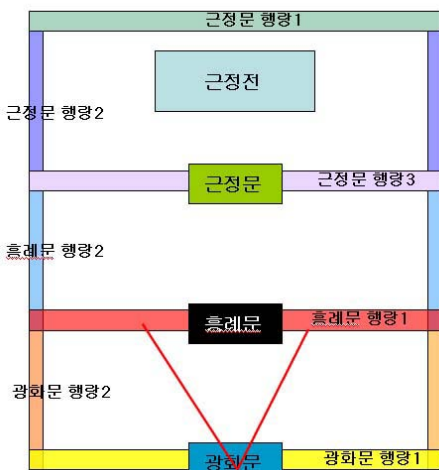 근정문 행랑1
근정전
근정문 행랑2
근정문
근정문 행랑3
흥례문 행랑2
흥례문
흥례문 행랑1
광화문 행랑2
광화문
광화문 행랑1